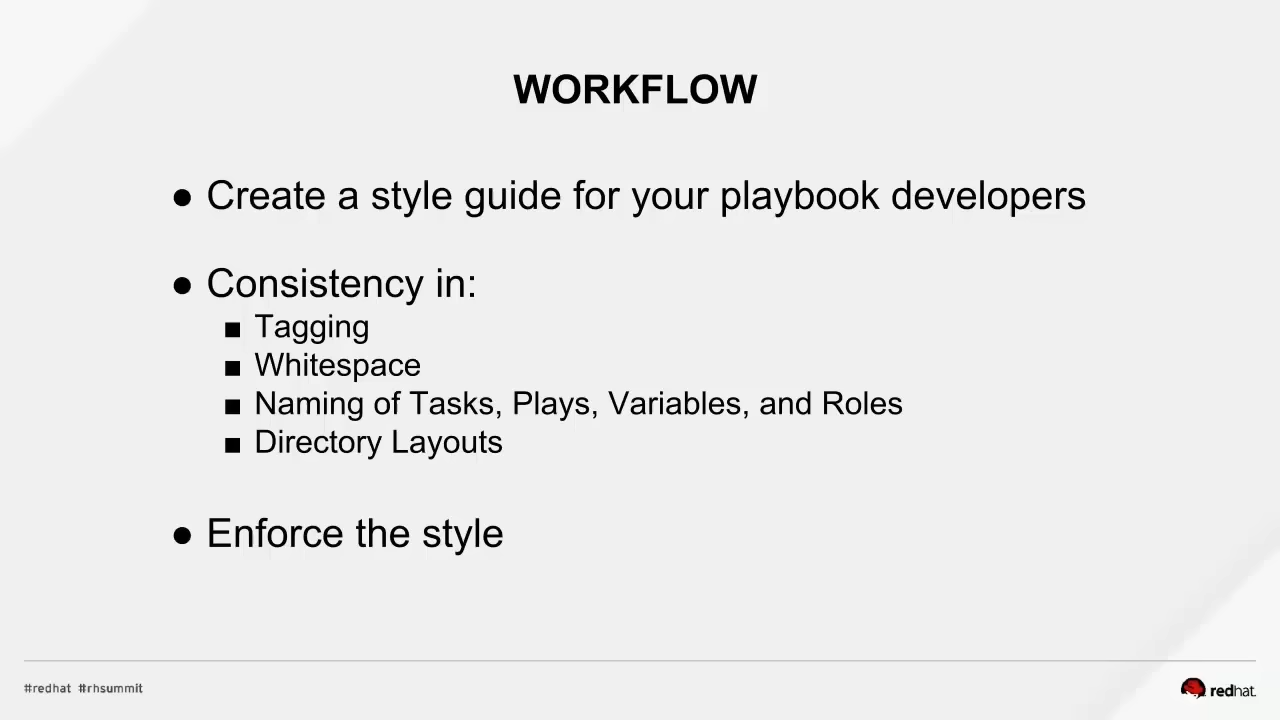 WORKFLOW
● Create a style guide for your playbook developers
● Consistency in:
■ Tagging
■ Whitespace
■ Naming of Tasks, Plays, Variables, and Roles
■ Directory Layouts
● Enforce the style
#redhat #rhsummit
redhat.